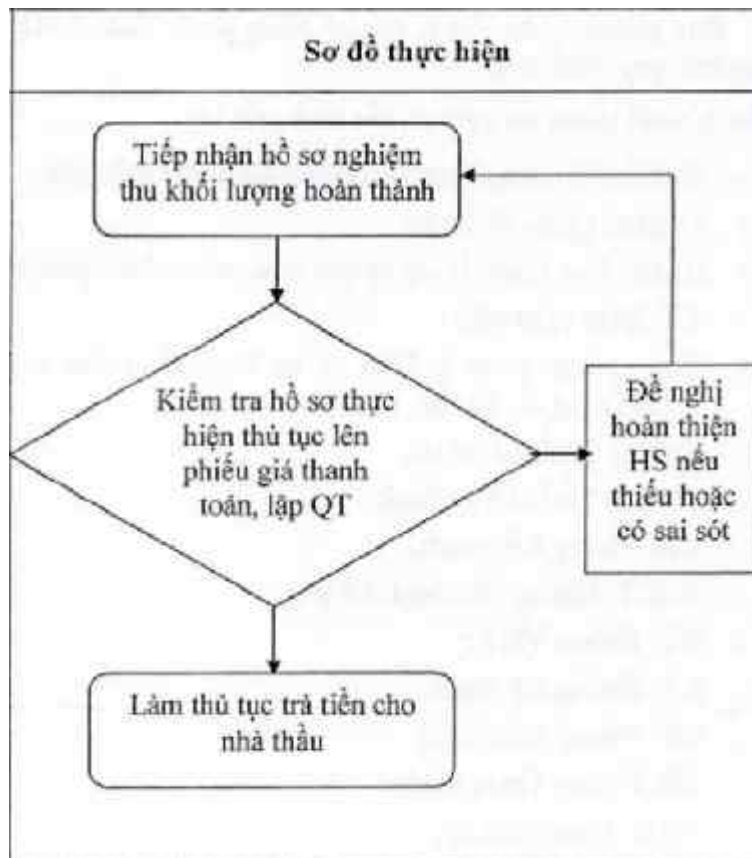 Sơ đồ thực hiện
Tiếp nhận hồ sơ nghiệm
thu khối lượng hoàn thành
Kiểm tra hồ sơ thực
hiện thủ tục lên
phiếu giá thanh
toán, lập QT
Đề nghị
hoàn thiện
HS nếu
thiếu hoặc
có sai sót
Làm thủ tục trả tiền cho
nhà thầu